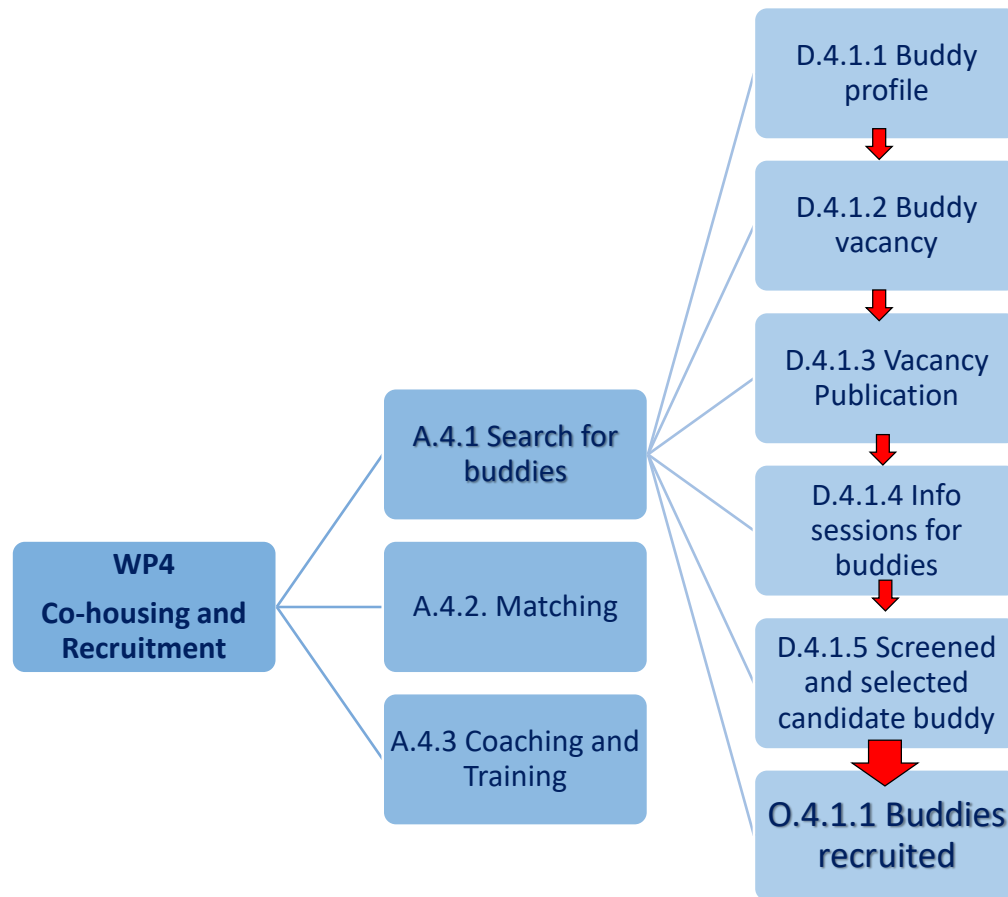 WP4
Co-housing and
Recruitment
A.4.1 Search for
buddies
A.4.2. Matching
A.4.3 Coaching and
Training
D.4.1.1 Buddy
profile
D.4.1.2 Buddy
vacancy
D.4.1.3 Vacancy
Publication
D.4.1.4 Info
sessions for
buddies
D.4.1.5 Screened
and selected
candidate buddy
O.4.1.1 Buddies
recruited